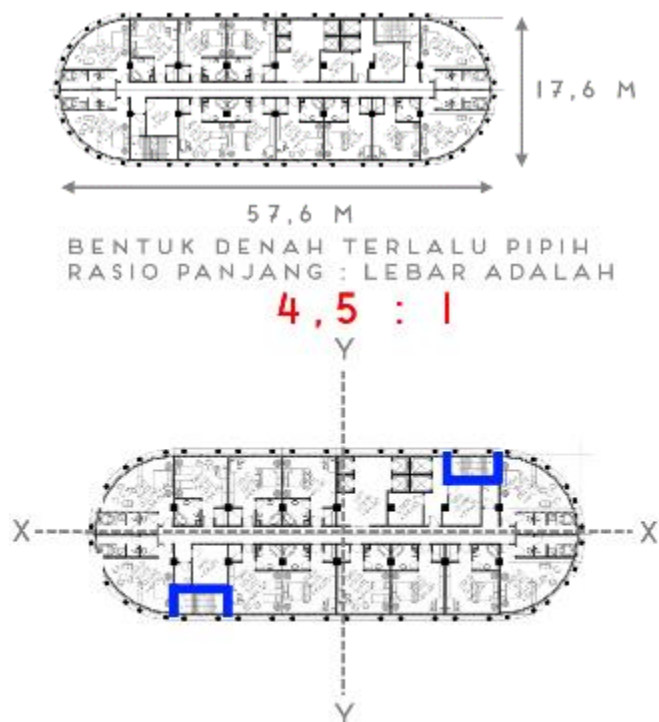 17,6 M
57,6 M
BENTUK DENAH TERLALU PIPIH
RASIO PANJANG : LEBAR ADALAH
4,5 : 1
Y
X X
Y